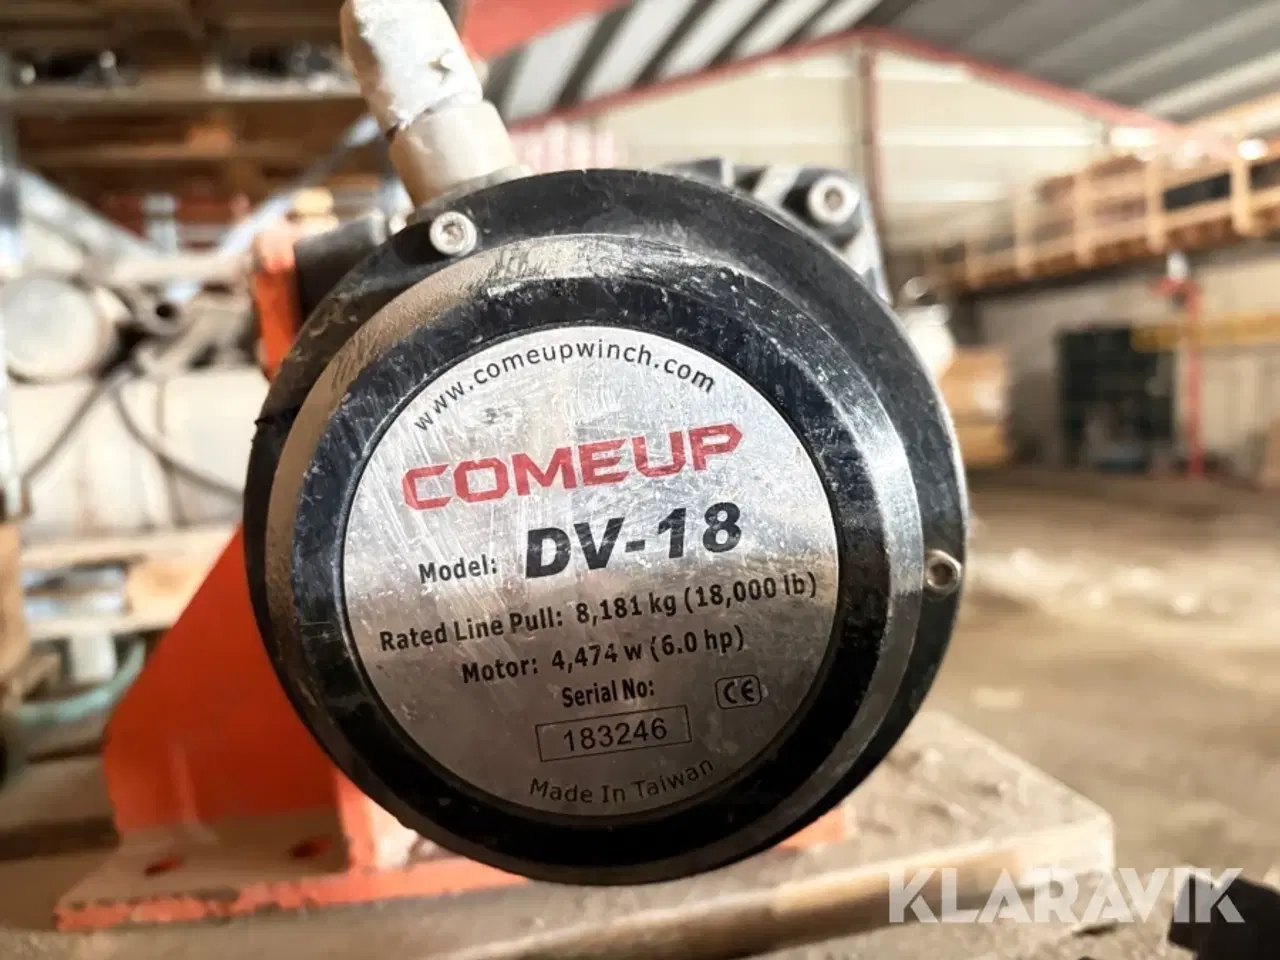 www.comeupwinch.com
COMEUP
Model: DV-18
Rated Line Pull: 8,181 kg (18,000 lb)
Motor: 4,474 w (6.0 hp)
Serial No:
CE
183246
Made In Taiwan
KLARAVIK